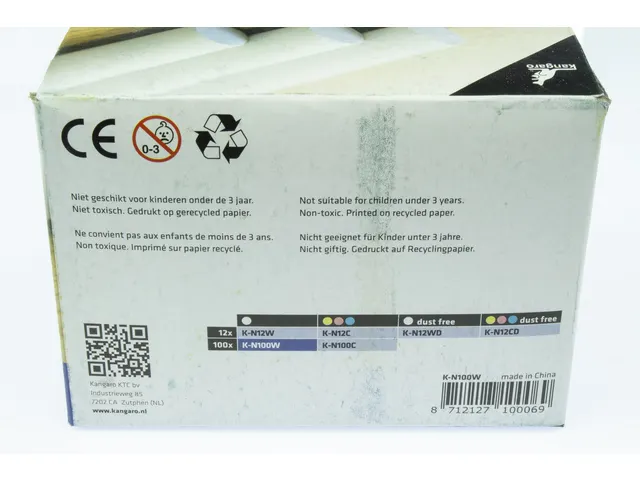 kangaro
CE
0-3
Niet geschikt voor kinderen onder de 3 jaar.
Niet toxisch. Gedrukt op gerecycled papier.
Not suitable for children under 3 years.
Non-toxic. Printed on recycled paper.
Ne convient pas aux enfants de moins de 3 ans.
Non toxique. Imprimé sur papier recyclé.
Nicht geeignet für Kinder unter 3 jahre.
Nicht giftig. Gedruckt auf Recyclingpapier.
dust free dust free
12x K-N12W K-N12C K-N12WD K-N12CD
100x K-N100W K-N100C
Kangaro KTC bv
Industrieweg 85
7202 CA Zutphen (NL)
www.kangaro.nl
K-N100W made in China
8 712127 100069